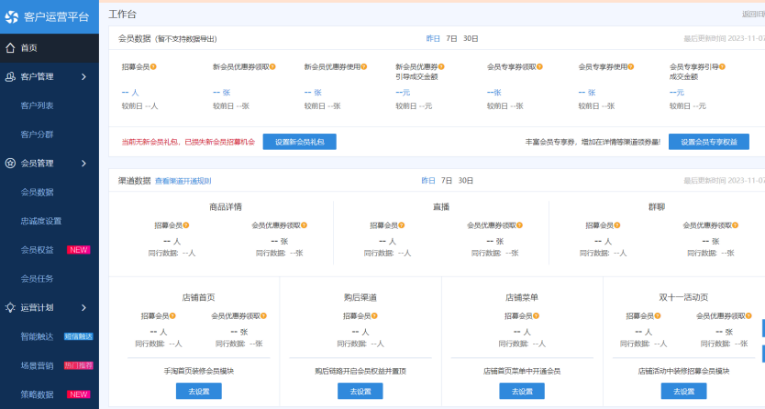 客户运营平台
工作台
首页
客户管理
客户列表
客户分群
会员管理
会员数据
忠诚度设置
会员权益 NEW
会员任务
运营计划
智能触达 短信触达
场景营销 热门推荐
策略数据 NEW
会员数据 (暂不支持数据导出) 昨日 7日 30日 最后更新时间 2023-11-07
招募会员 新会员优惠券领取 新会员优惠券使用 新会员优惠券引导成交金额 会员专享券领取 会员专享券使用 会员专享券引导成交金额
-- 人 -- 张 -- 张 --元 --张 -- 张 --元
较前日 --人 较前日 --张 较前日 --张 较前日 --元 较前日 --张 较前日 --张 较前日 --元
当前无新会员礼包，已损失新会员招募机会 设置新会员礼包 丰富会员专享券，增加在详情等渠道领券量! 设置会员专享权益
渠道数据 查看渠道开通规则 昨日 7日 30日 最后更新时间 2023-11-07
商品详情 直播 群聊
招募会员 会员优惠券领取 招募会员 会员优惠券领取 招募会员 会员优惠券领取
-- 人 -- 张 -- 人 -- 张 -- 人 -- 张
同行数据: --人 同行数据: --张 同行数据: --人 同行数据: --张 同行数据: --人 同行数据: --张
店铺首页 购后渠道 店铺菜单 双十一活动页
招募会员 会员优惠券领取 招募会员 招募会员 招募会员 会员优惠券领取
-- 人 -- 张 -- 人 -- 人 -- 人 -- 张
同行数据: --人 同行数据: --张 同行数据: --人 同行数据: --人 同行数据: --人 同行数据: --张
手淘首页装修会员模块 购后链路开启会员权益并置顶 店铺首页菜单中开通会员 店铺活动中装修招募会员模块
去设置 去设置 去设置 去设置